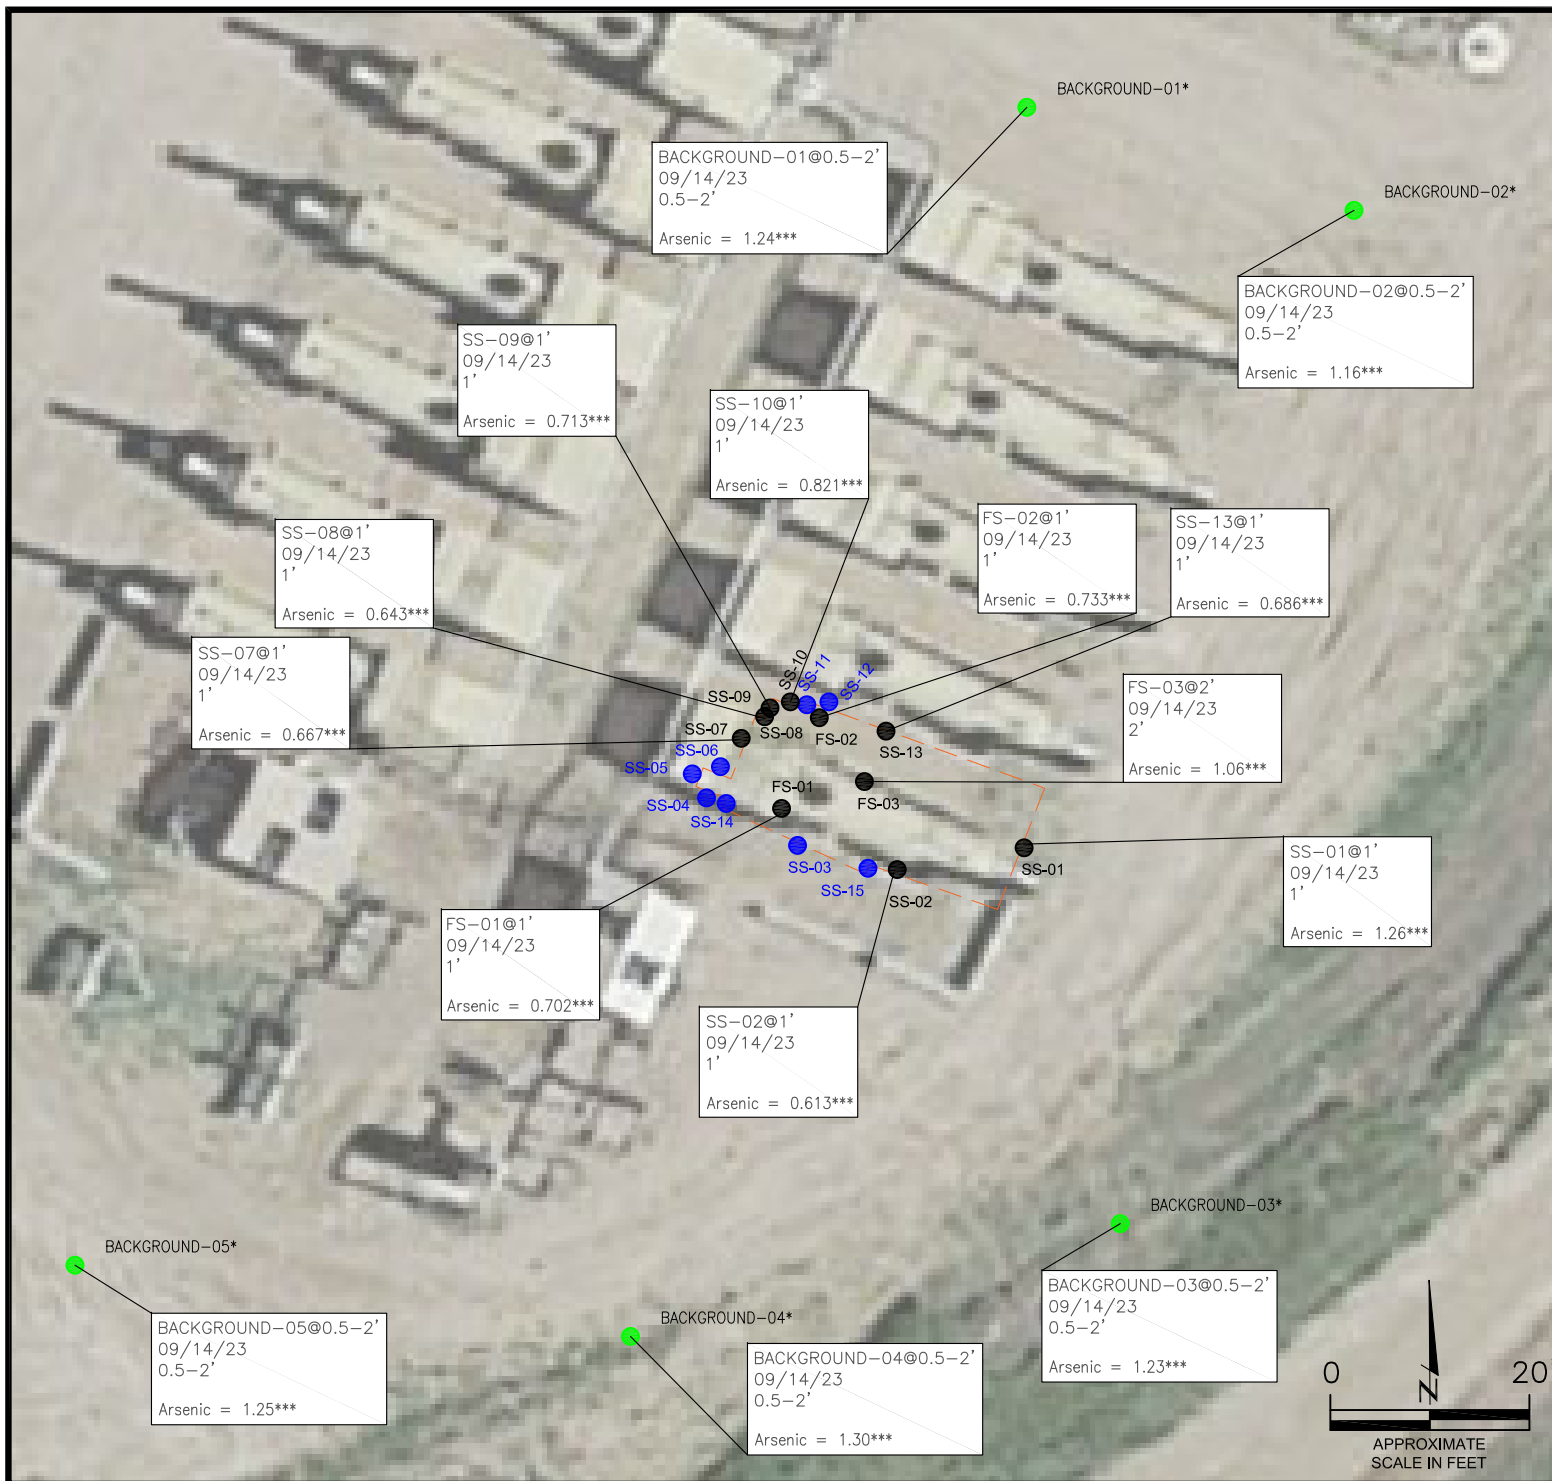 BACKGROUND-01*
BACKGROUND-01@0.5-2'
09/14/23
0.5-2'
Arsenic = 1.24***
BACKGROUND-02*
BACKGROUND-02@0.5-2'
09/14/23
0.5-2'
Arsenic = 1.16***
SS-09@1'
09/14/23
1'
Arsenic = 0.713***
SS-10@1'
09/14/23
1'
Arsenic = 0.821***
FS-02@1'
09/14/23
1'
Arsenic = 0.733***
SS-13@1'
09/14/23
1'
Arsenic = 0.686***
SS-08@1'
09/14/23
1'
Arsenic = 0.643***
SS-07@1'
09/14/23
1'
Arsenic = 0.667***
SS-10
SS-11
SS-12
SS-09
SS-08
FS-02
SS-13
SS-07
SS-06
SS-05
SS-04
SS-14
FS-01
FS-03
SS-03
SS-15
SS-02
SS-01
FS-03@2'
09/14/23
2'
Arsenic = 1.06***
SS-01@1'
09/14/23
1'
Arsenic = 1.26***
FS-01@1'
09/14/23
1'
Arsenic = 0.702***
SS-02@1'
09/14/23
1'
Arsenic = 0.613***
BACKGROUND-03*
BACKGROUND-03@0.5-2'
09/14/23
0.5-2'
Arsenic = 1.23***
BACKGROUND-05*
BACKGROUND-05@0.5-2'
09/14/23
0.5-2'
Arsenic = 1.25***
BACKGROUND-04*
BACKGROUND-04@0.5-2'
09/14/23
0.5-2'
Arsenic = 1.30***
N
0 20
APPROXIMATE
SCALE IN FEET